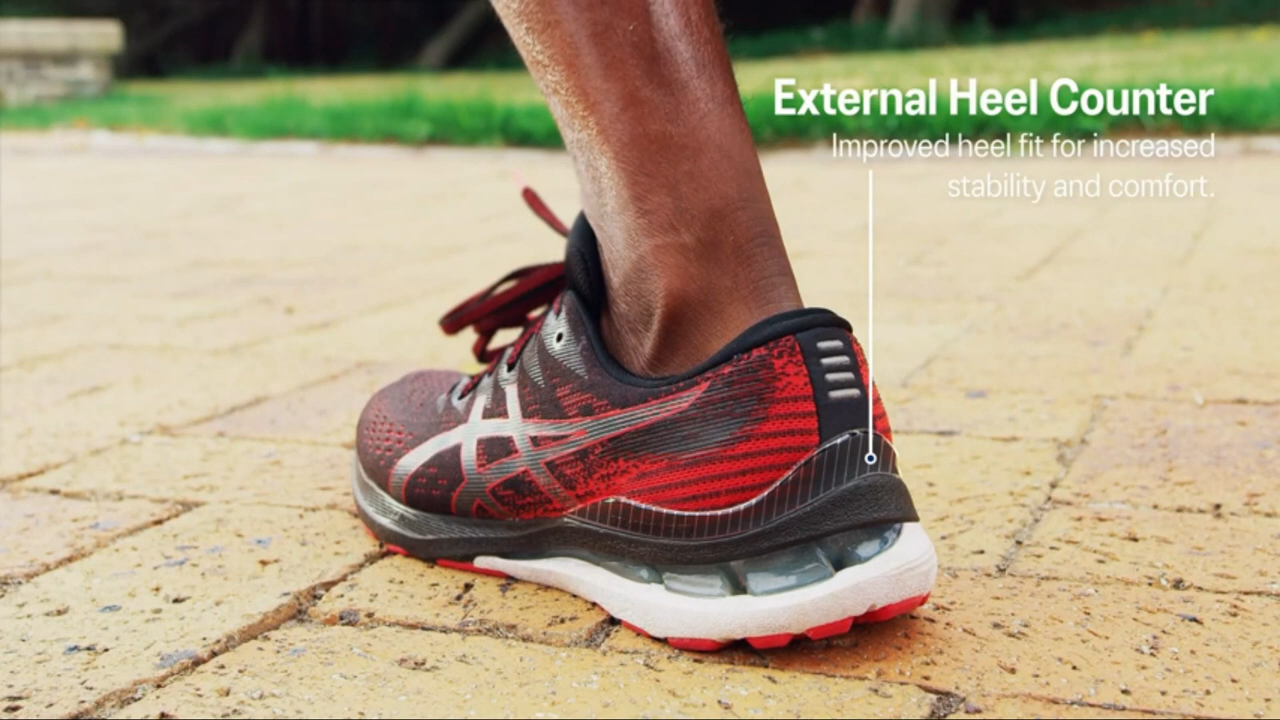 External Heel Counter
Improved heel fit for increased
stability and comfort.